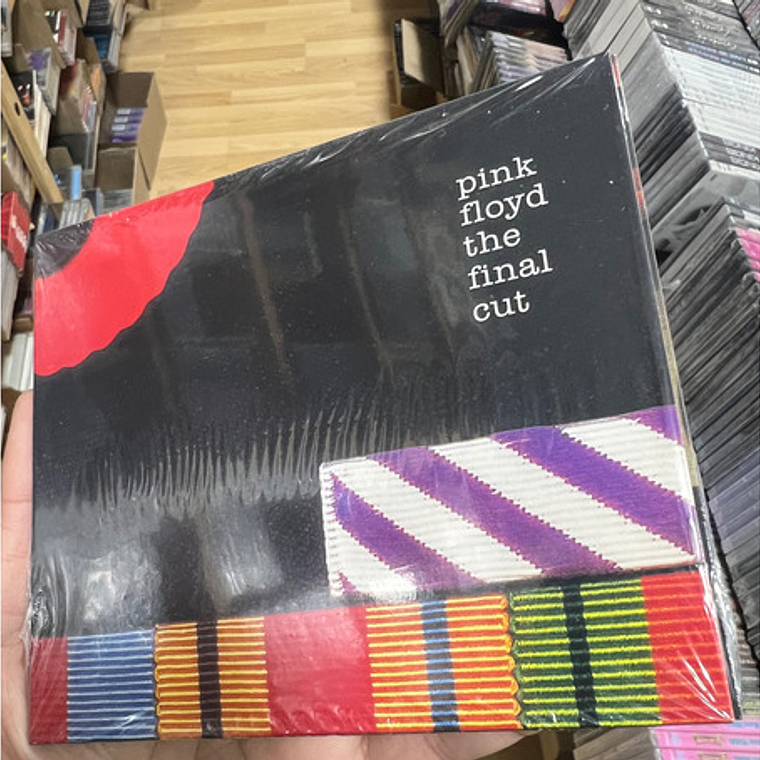 pink
floyd
the
final
cut